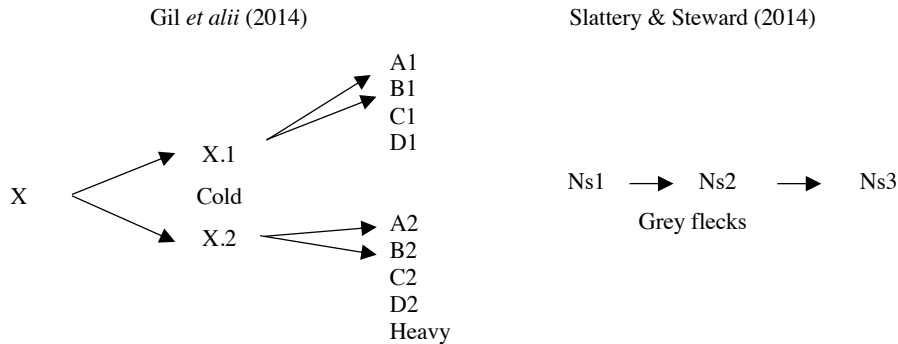 Gil et alii (2014)
Slattery & Steward (2014)
A1
B1
C1
D1
X.1
X
Cold
X.2
A2
B2
C2
D2
Heavy
Ns1
Ns2
Ns3
Grey flecks